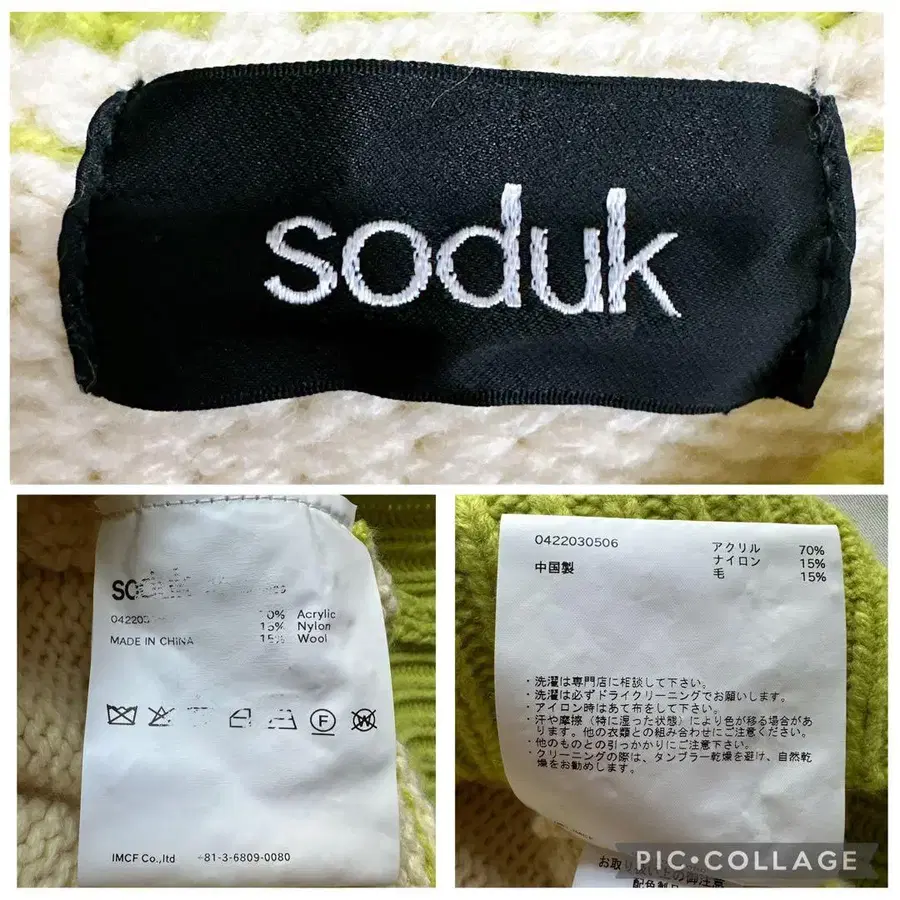 soduk
04220
MADE IN CHINA
0% Acrylic
15% Nylon
15% Wool
F
W
IMCF Co.,ltd +81-3-6809-0080
0422030506
中国製
アクリル 70%
ナイロン 15%
毛 15%
・洗濯は専門店に相談して下さい。
・洗濯は必ずドライクリーニングでお願いします。
・アイロン時はあて布をして下さい。
・汗や摩擦（特に湿った状態）により色が移る場合があ
ります。他の衣類との組み合わせにご注意ください。
・他のものとの引っかかりにご注意下さい。
・クリーニングの際は、タンブラー乾燥を避け、自然乾
燥をお勧めします。
PIC•COLLAGE